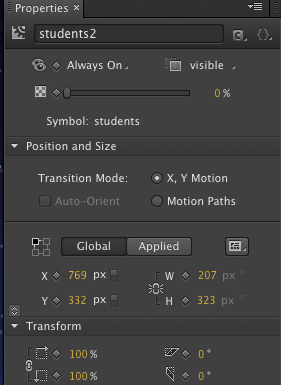 Properties ×
students2
Always On visible
0 %
Symbol: students
Position and Size
Transition Mode: X, Y Motion
Auto-Orient Motion Paths
Global Applied
X 769 px W 207 px
Y 332 px H 323 px
Transform
100 % 0 °
100 % 0 °